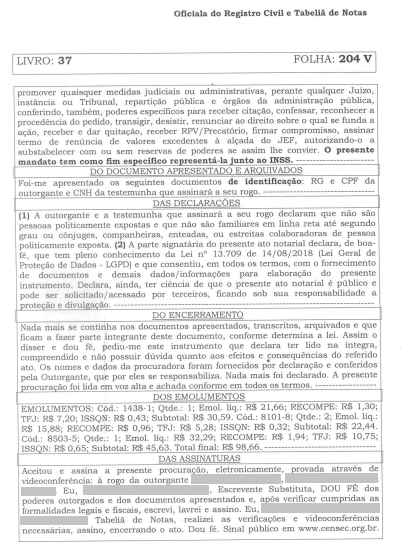 Oficiala do Registro Civil e Tabeliã de Notas
LIVRO: 37 FOLHA: 204 V
promover quaisquer medidas judiciais ou administrativas, perante qualquer Juízo,
instância ou Tribunal, repartição pública e órgãos da administração pública,
conferindo, também, poderes específicos para receber citação, confessar, reconhecer a
procedência do pedido, transigir, desistir, renunciar ao direito sobre o qual se funda a
ação, receber e dar quitação, receber RPV/Precatório, firmar compromisso, assinar
termo de renúncia de valores excedentes à alçada do JEF, autorizando-o a
substabelecer com ou sem reservas de poderes se assim lhe convier. O presente
mandato tem como fim específico representá-la junto ao INSS. ------------------------
DO DOCUMENTO APRESENTADO E ARQUIVADOS
Foi-me apresentado os seguintes documentos de identificação: RG e CPF da
outorgante e CNH da testemunha que assinará a seu rogo. ------------------------
DAS DECLARAÇÕES
(1) A outorgante e a testemunha que assinará a seu rogo declaram que não são
pessoas politicamente expostas e que não são familiares em linha reta até segundo
grau ou cônjuges, companheiras, enteadas, ou estreitas colaboradoras de pessoa
politicamente exposta. (2) A parte signatária do presente ato notarial declara, de boa-
fé, que tem pleno conhecimento da Lei nº 13.709 de 14/08/2018 (Lei Geral de
Proteção de Dados - LGPD) e que consentiu, em todos os termos, com o fornecimento
de documentos e demais dados/informações para elaboração do presente
instrumento. Declara, ainda, ter ciência de que o presente ato notarial é público e
pode ser solicitado/acessado por terceiros, ficando sob sua responsabilidade a
proteção e divulgação. ------------------------
DO ENCERRAMENTO
Nada mais se continha nos documentos apresentados, transcritos, arquivados e que
ficam a fazer parte integrante deste documento, conforme determina a lei. Assim o
disser e dou fé, pediu-me este instrumento que declara ter lido na íntegra,
compreendido e não possuir dúvida quanto aos efeitos e consequências do referido
ato. Os nomes e dados da procuradora foram fornecidos por declaração e conferidos
pela Outorgante, que por eles se responsabiliza. Nada mais foi declarado. A presente
procuração foi lida em voz alta e achada conforme em todos os termos. ------------------------
DOS EMOLUMENTOS
EMOLUMENTOS: Cód.: 1438-1; Qtde.: 1; Emol. líq.: R$ 21,66; RECOMPE: R$ 1,30;
TFJ: R$ 7,20; ISSQN: R$ 0,43; Subtotal: R$ 30,59. Cód.: 8101-8; Qtde.: 2; Emol. líq.:
R$ 15,88; RECOMPE: R$ 0,96; TFJ: R$ 5,28; ISSQN: R$ 0,32; Subtotal: R$ 22,44.
Cód.: 8503-5; Qtde.: 1; Emol. líq.: R$ 32,29; RECOMPE: R$ 1,94; TFJ: R$ 10,75;
ISSQN: R$ 0,65; Subtotal: R$ 45,63. Total final: R$ 98,66. ------------------------
DAS ASSINATURAS
Aceitou e assina a presente procuração, eletronicamente, provada através de
videoconferência: à rogo da outorgante
Eu, , Escrevente Substituta, DOU FÉ dos
poderes outorgados e dos documentos apresentados e, após verificar cumpridas as
formalidades legais e fiscais, escrevi, lavrei e assino. Eu,
Tabeliã de Notas, realizei as verificações e videoconferências
necessárias, assino, encerrando o ato. Dou fé. Sinal público em www.censec.org.br.